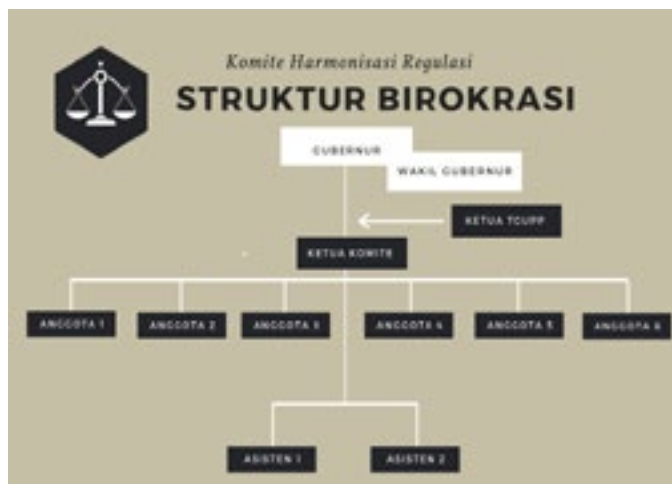 Komite Harmonisasi Regulasi
STRUKTUR BIROKRASI
GUBERNUR
WAKIL GUBERNUR
KETUA TGUPP
KETUA KOMITE
ANGGOTA 1
ANGGOTA 2
ANGGOTA 3
ANGGOTA 4
ANGGOTA 5
ANGGOTA 6
ASISTEN 1
ASISTEN 2